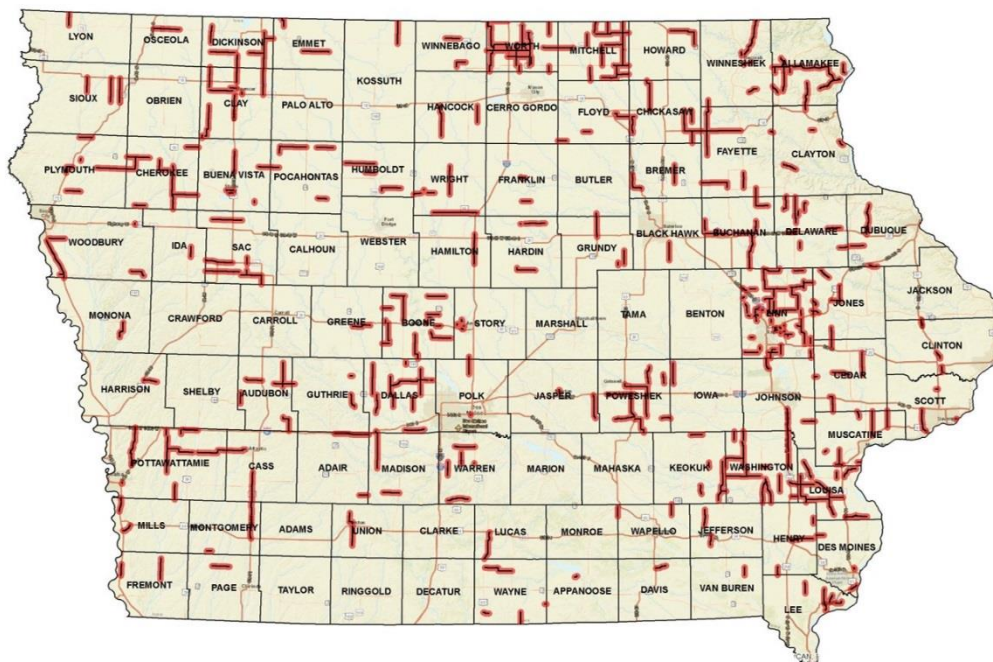 LYON
OSCEOLA
DICKINSON
EMMET
WINNEBAGO
WORTH
MITCHELL
HOWARD
WINNESHIEK
ALLAMAKEE
KOSSUTH
SIOUX
OBRIEN
CLAY
PALO ALTO
HANCOCK
CERRO GORDO
FLOYD
CHICKASAW
FAYETTE
CLAYTON
PLYMOUTH
CHEROKEE
BUENA VISTA
POCAHONTAS
HUMBOLDT
WRIGHT
FRANKLIN
BUTLER
BREMER
WOODBURY
IDA
SAC
CALHOUN
WEBSTER
HAMILTON
HARDIN
GRUNDY
BLACK HAWK
BUCHANAN
DELAWARE
DUBUQUE
MONONA
CRAWFORD
CARROLL
GREENE
BOONE
STORY
MARSHALL
TAMA
BENTON
LINN
JONES
JACKSON
CLINTON
HARRISON
SHELBY
AUDUBON
GUTHRIE
DALLAS
POLK
JASPER
POWESHIEK
IOWA
JOHNSON
CEDAR
SCOTT
MUSCATINE
POTTAWATTAMIE
CASS
ADAIR
MADISON
WARREN
MARION
MAHASKA
KEOKUK
WASHINGTON
LOUISA
MILLS
MONTGOMERY
ADAMS
UNION
CLARKE
LUCAS
MONROE
WAPELLO
JEFFERSON
HENRY
DES MOINES
FREMONT
PAGE
TAYLOR
RINGGOLD
DECATUR
WAYNE
APPANOOSE
DAVIS
VAN BUREN
LEE